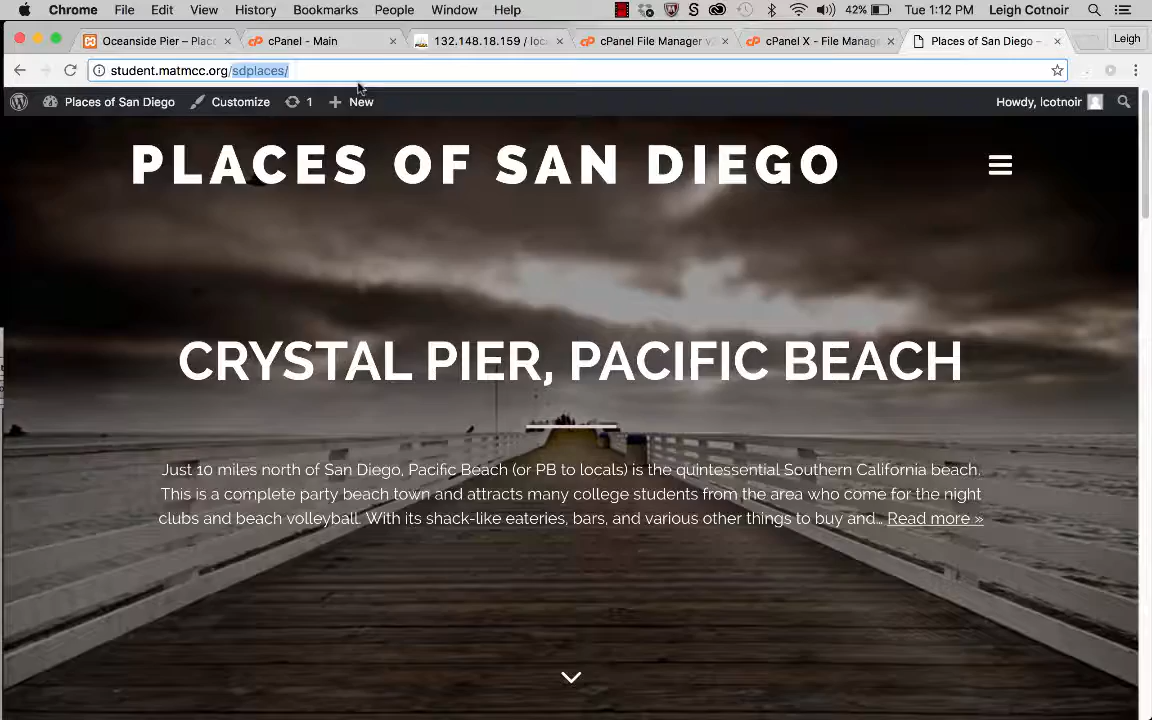 Chrome File Edit View History Bookmarks People Window Help 42% Tue 1:12 PM Leigh Cotnoir
Oceanside Pier – Plac cPanel - Main 132.148.18.159 / loca cPanel File Manager v cPanel X - File Manage Places of San Diego – Leigh
student.matmcc.org/sdplaces/
Places of San Diego Customize 1 New Howdy, lcotnoir
PLACES OF SAN DIEGO
CRYSTAL PIER, PACIFIC BEACH
Just 10 miles north of San Diego, Pacific Beach (or PB to locals) is the quintessential Southern California beach.
This is a complete party beach town and attracts many college students from the area who come for the night
clubs and beach volleyball. With its shack-like eateries, bars, and various other things to buy and... Read more »